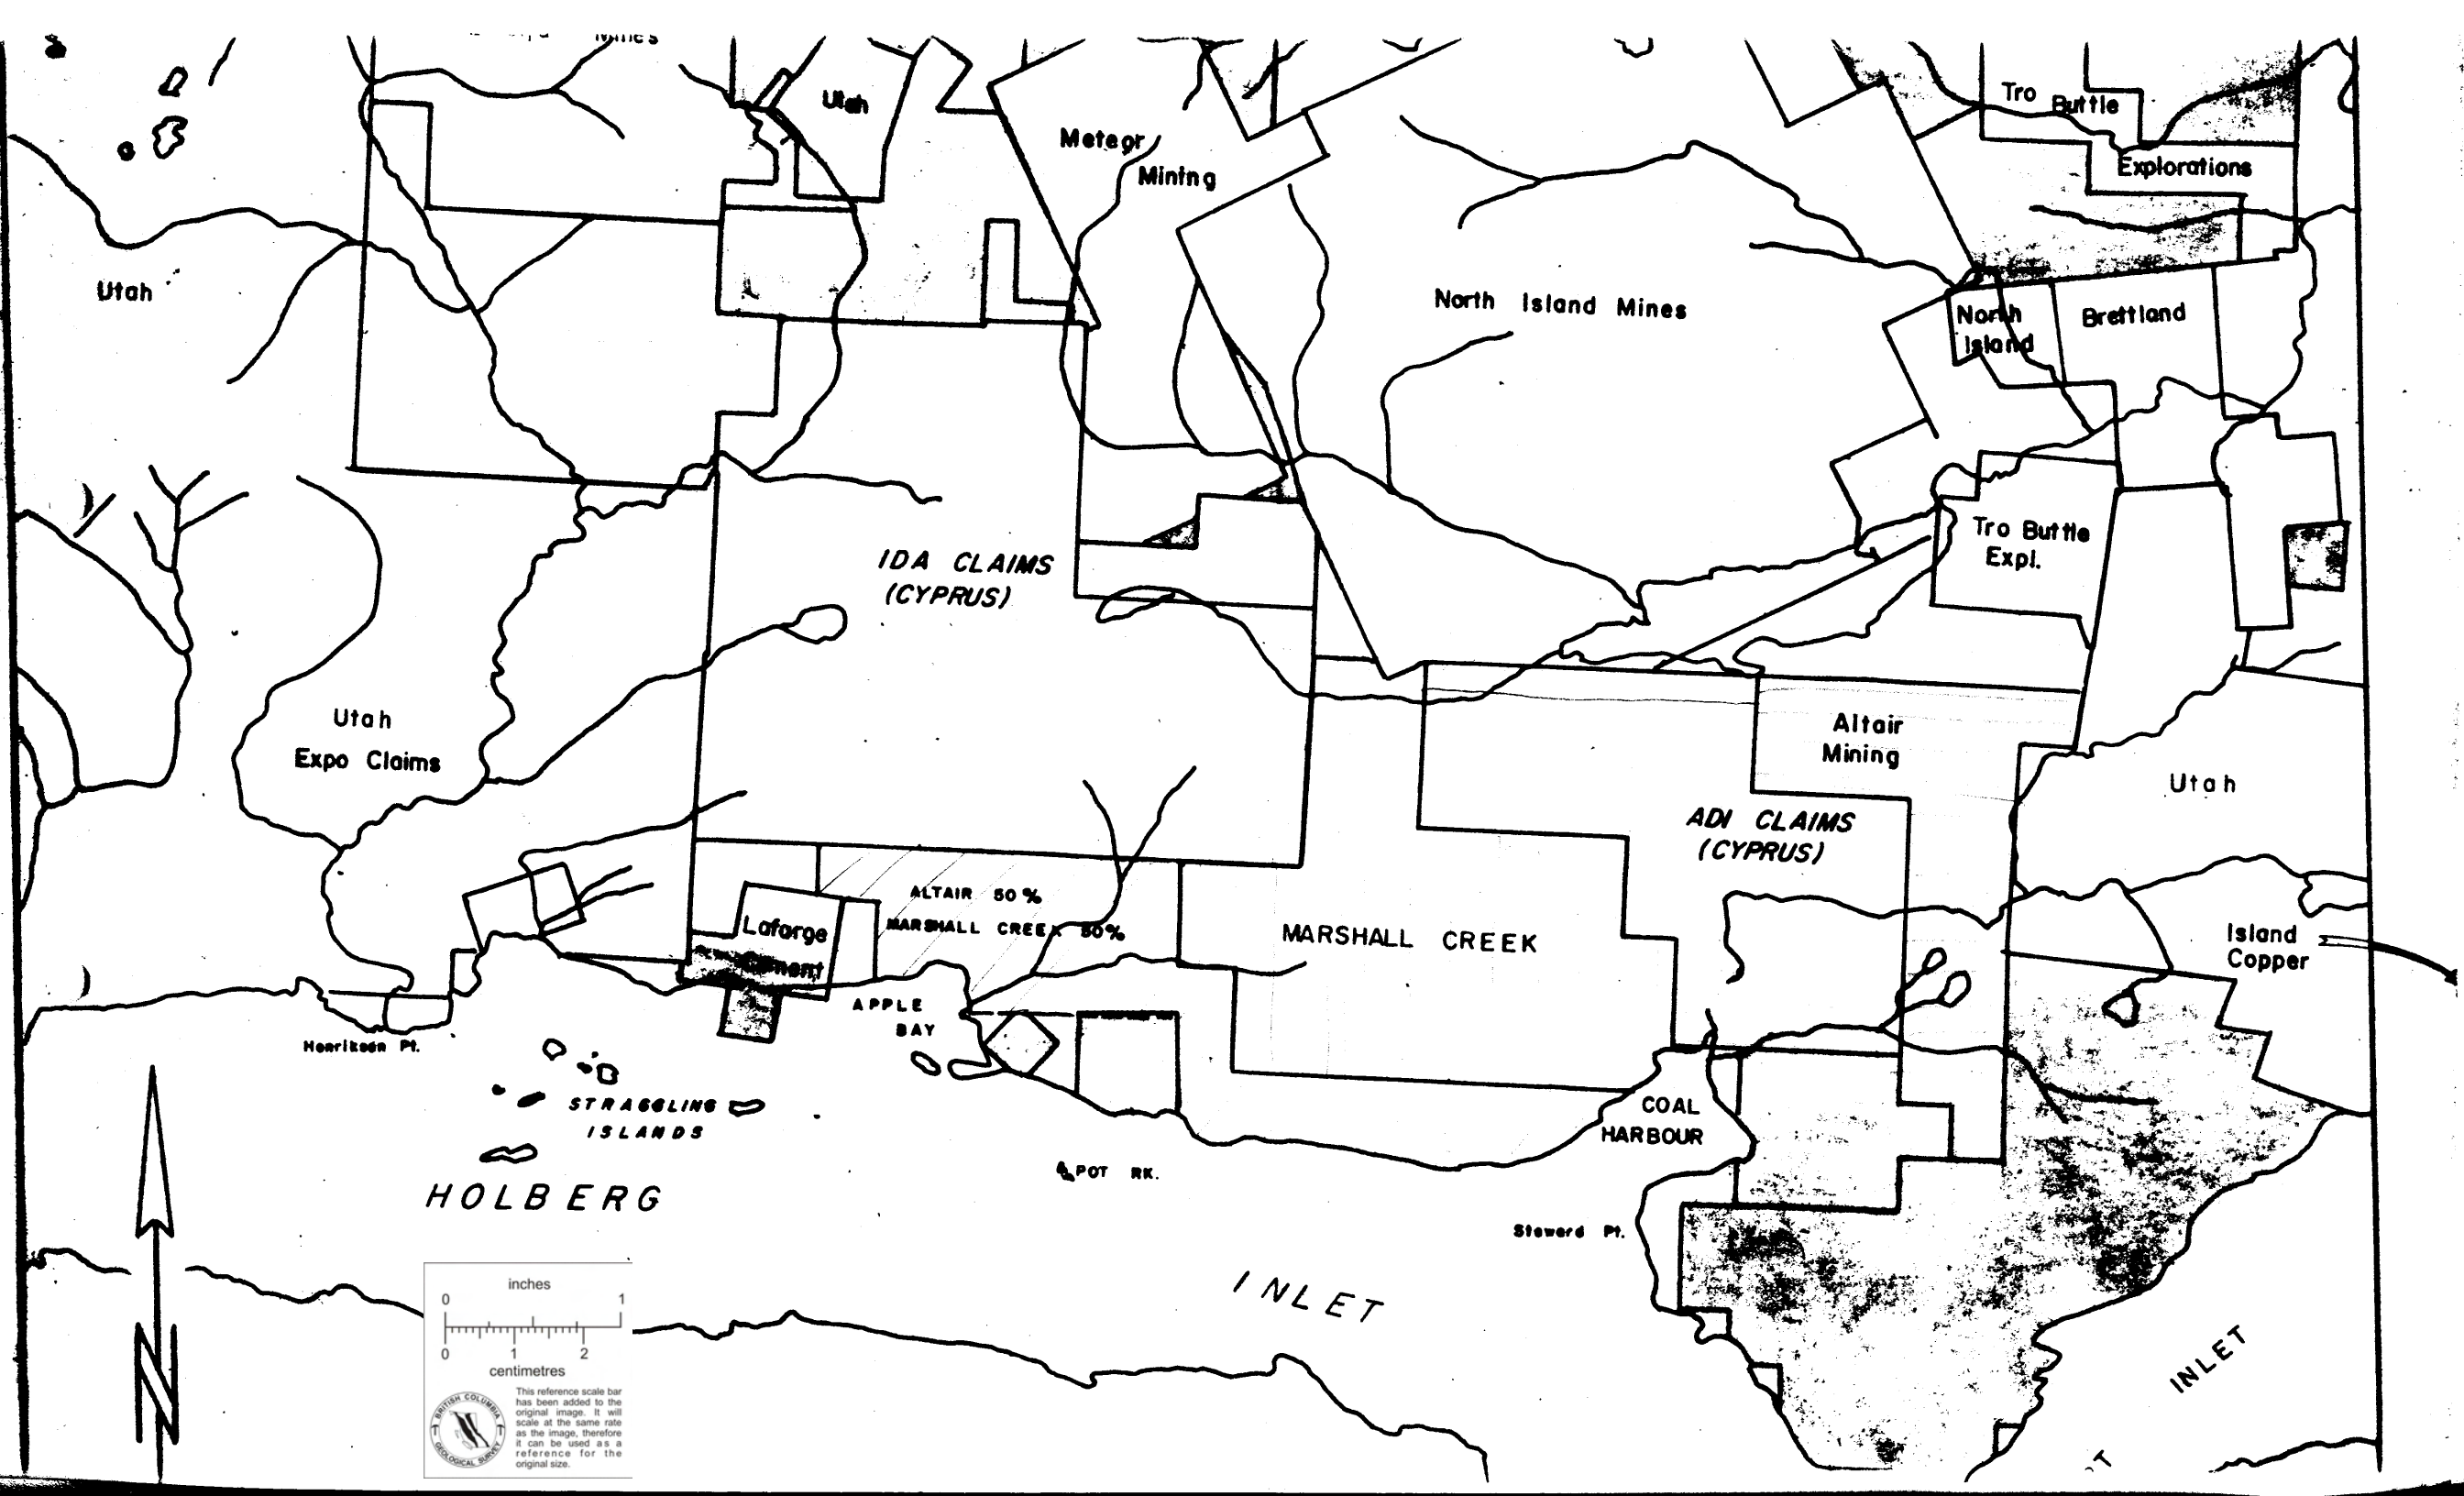 Mines
Utah
Tro Buttle
Explorations
Meteor
Mining
Utah
North Island Mines
North
Island
Brettland
Tro Buttle
Expl.
IDA CLAIMS
(CYPRUS)
Utah
Expo Claims
Altair
Mining
Utah
ADI CLAIMS
(CYPRUS)
ALTAIR 50%
MARSHALL CREEK 50%
Laforge
Cement
MARSHALL CREEK
Island
Copper
APPLE
BAY
Henriksen Pt.
STRAGGLING
ISLANDS
COAL
HARBOUR
POT RK.
HOLBERG
Steward Pt.
INLET
INLET
N
inches
0 1
0 1 2
centimetres
BRITISH COLUMBIA
GEOLOGICAL SURVEY
This reference scale bar
has been added to the
original image. It will
scale at the same rate
as the image, therefore
it can be used as a
reference for the
original size.